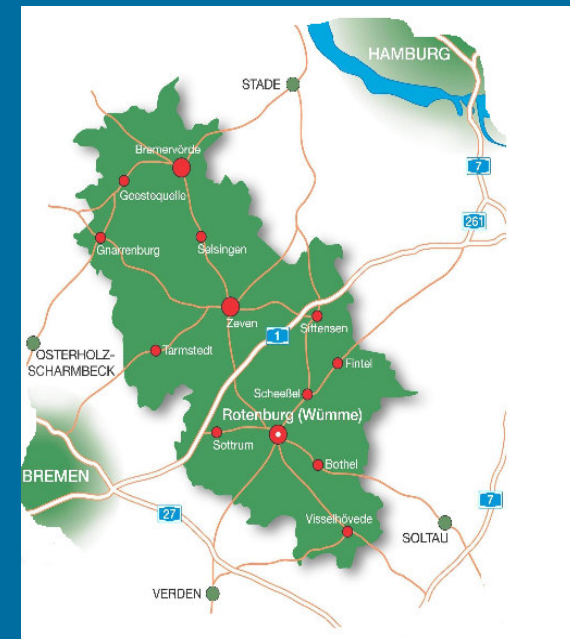 HAMBURG
STADE
Bremervörde
7
Geestequelle
261
Selsingen
Gnarrenburg
Zeven
Sittensen
1
OSTERHOLZ-
SCHARMBECK
Tarmstedt
Fintel
Scheeßel
Rotenburg (Wümme)
Sottrum
Bothel
BREMEN
7
27
Visselhövede
SOLTAU
VERDEN